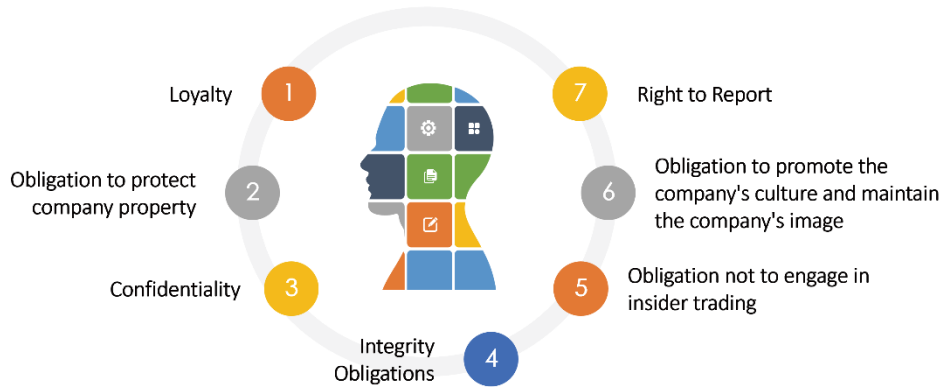 1
Loyalty
2
Obligation to protect
company property
3
Confidentiality
4
Integrity
Obligations
5
Obligation not to engage in
insider trading
6
Obligation to promote the
company's culture and maintain
the company's image
7
Right to Report